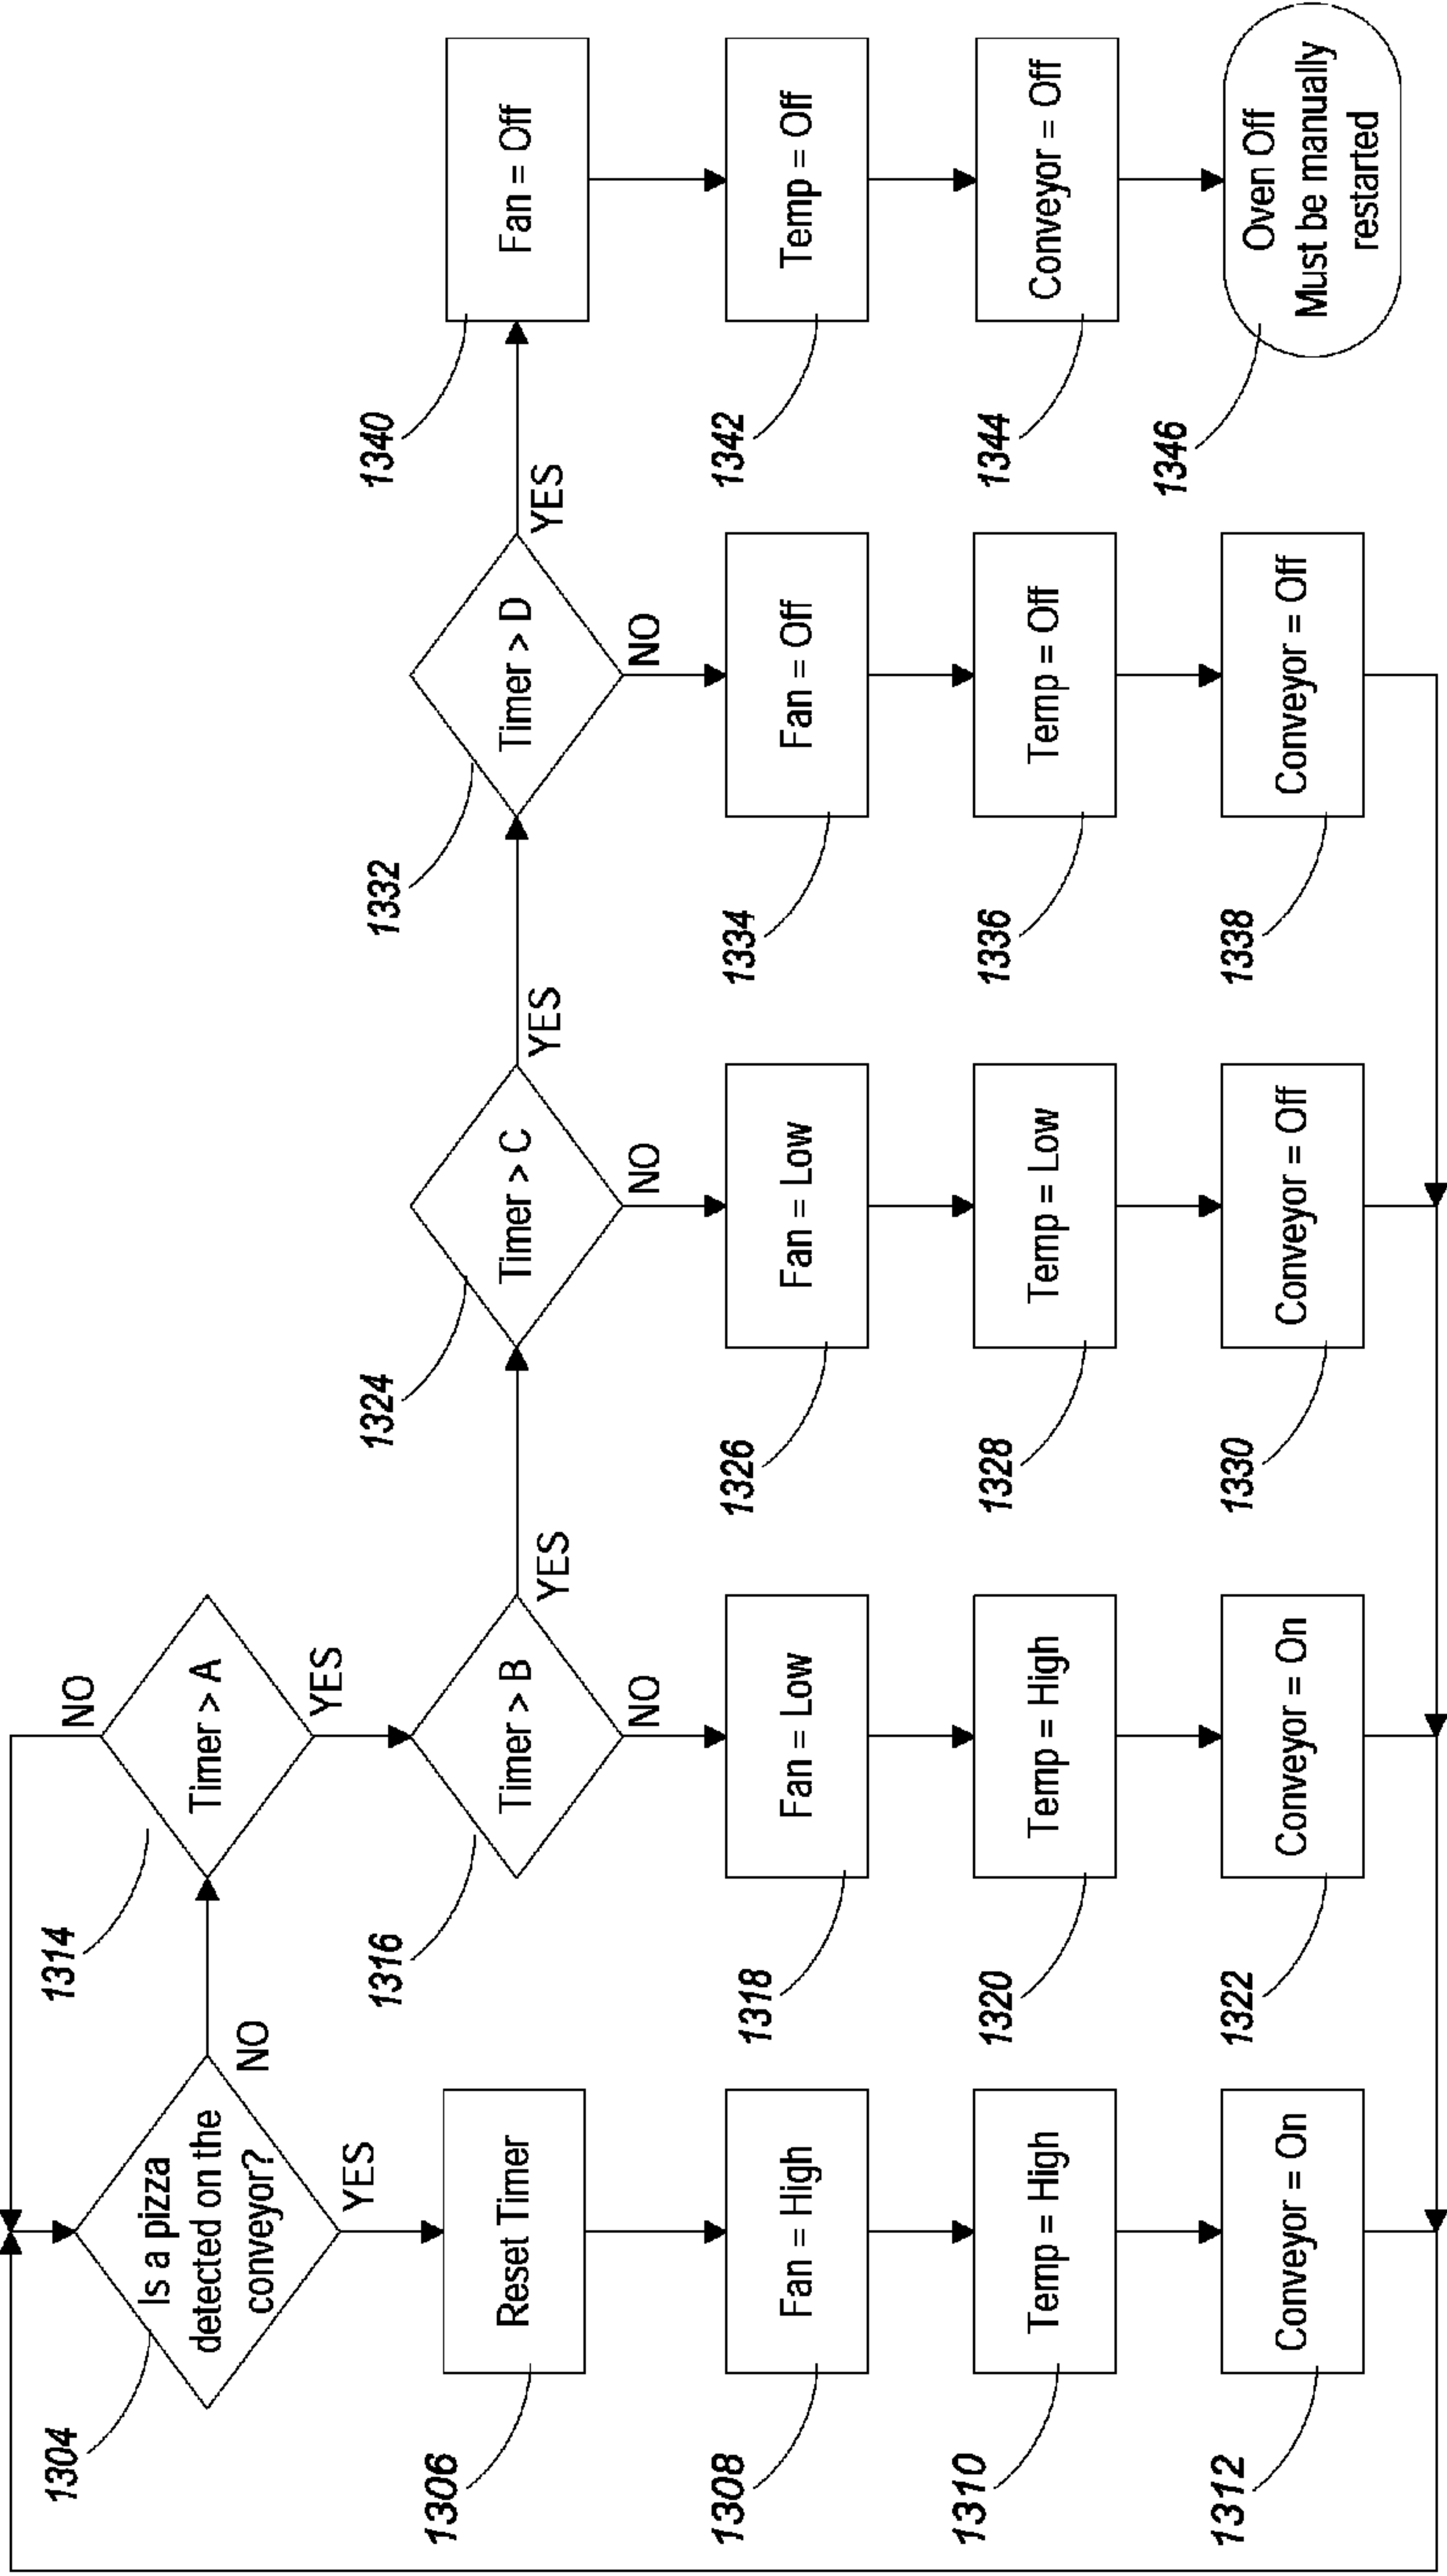 1304
Is a pizza
detected on the
conveyor?
NO
YES
1306
Reset Timer
1308
Fan = High
1310
Temp = High
1312
Conveyor = On
1314
Timer > A
NO
YES
1316
Timer > B
YES
NO
1318
Fan = Low
1320
Temp = High
1322
Conveyor = On
1324
Timer > C
YES
NO
1326
Fan = Low
1328
Temp = Low
1330
Conveyor = Off
1332
Timer > D
YES
NO
1334
Fan = Off
1336
Temp = Off
1338
Conveyor = Off
1340
Fan = Off
1342
Temp = Off
1344
Conveyor = Off
1346
Oven Off
Must be manually
restarted